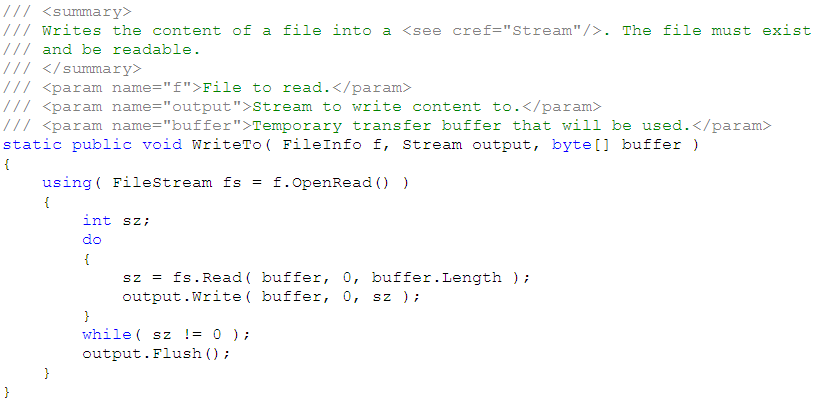 /// <summary>
/// Writes the content of a file into a <see cref="Stream"/>. The file must exist
/// and be readable.
/// </summary>
/// <param name="f">File to read.</param>
/// <param name="output">Stream to write content to.</param>
/// <param name="buffer">Temporary transfer buffer that will be used.</param>
static public void WriteTo( FileInfo f, Stream output, byte[] buffer )
{
    using( FileStream fs = f.OpenRead() )
    {
        int sz;
        do
        {
            sz = fs.Read( buffer, 0, buffer.Length );
            output.Write( buffer, 0, sz );
        }
        while( sz != 0 );
        output.Flush();
    }
}